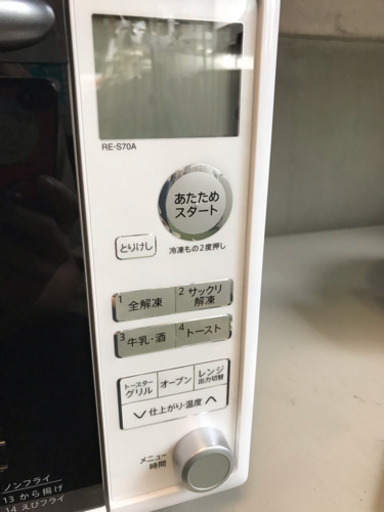 RE-S70A
あたため
スタート
とりけし
冷凍もの2度押し
1 全解凍
2 サックリ
解凍
3 牛乳・酒
4 トースト
トースター
グリル
オーブン
レンジ
出力切替
∨ 仕上がり・温度 ∧
メニュー
時間
ノンフライ
13 から揚げ
14 えびフライ